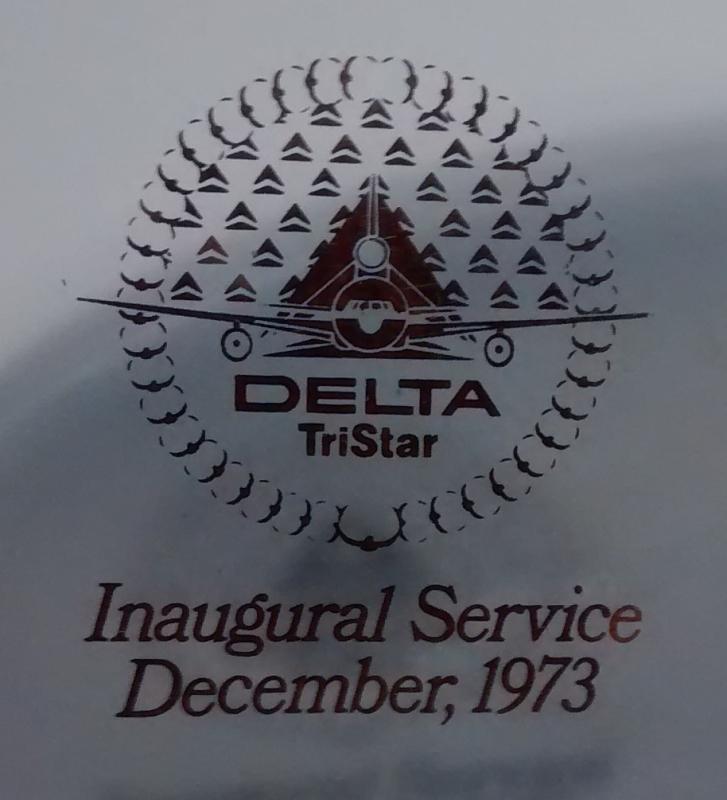 DELTA
TriStar
Inaugural Service
December, 1973